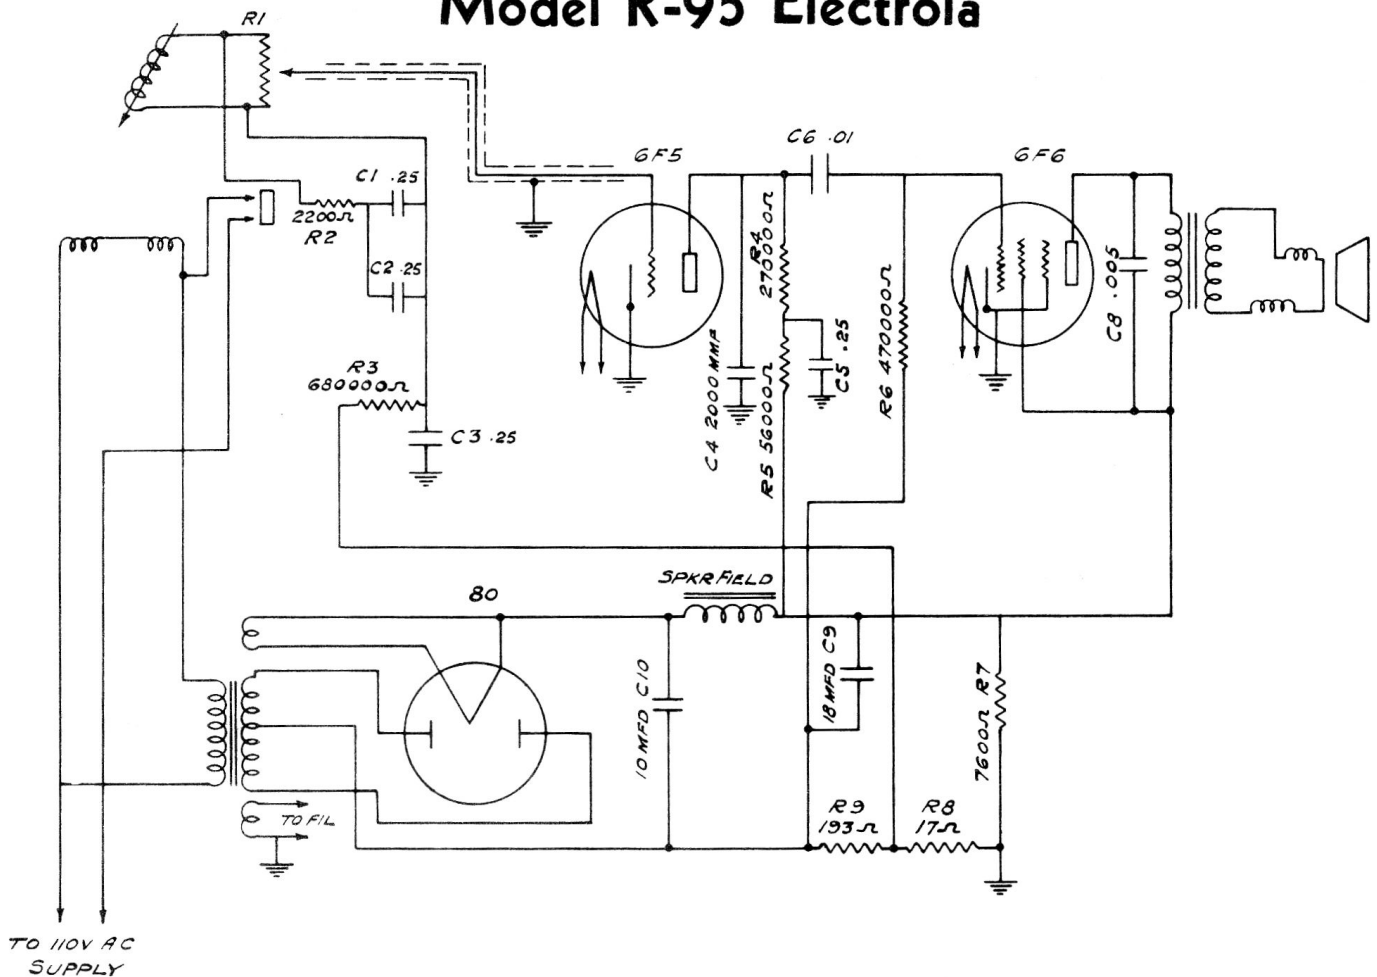 Model R-95 Electrola
R1
C1 .25
2200Ω
R2
C2 .25
R3
680000Ω
C3 .25
6F5
C6 .01
6F6
R4
270000Ω
C4 2000 MMF
R5 56000Ω
C5 .25
R6 470000Ω
C8 .005
SPKR FIELD
80
10 MFD C10
18 MFD C9
7600Ω R7
R9
193Ω
R8
17Ω
TO FIL
TO 110V AC
SUPPLY